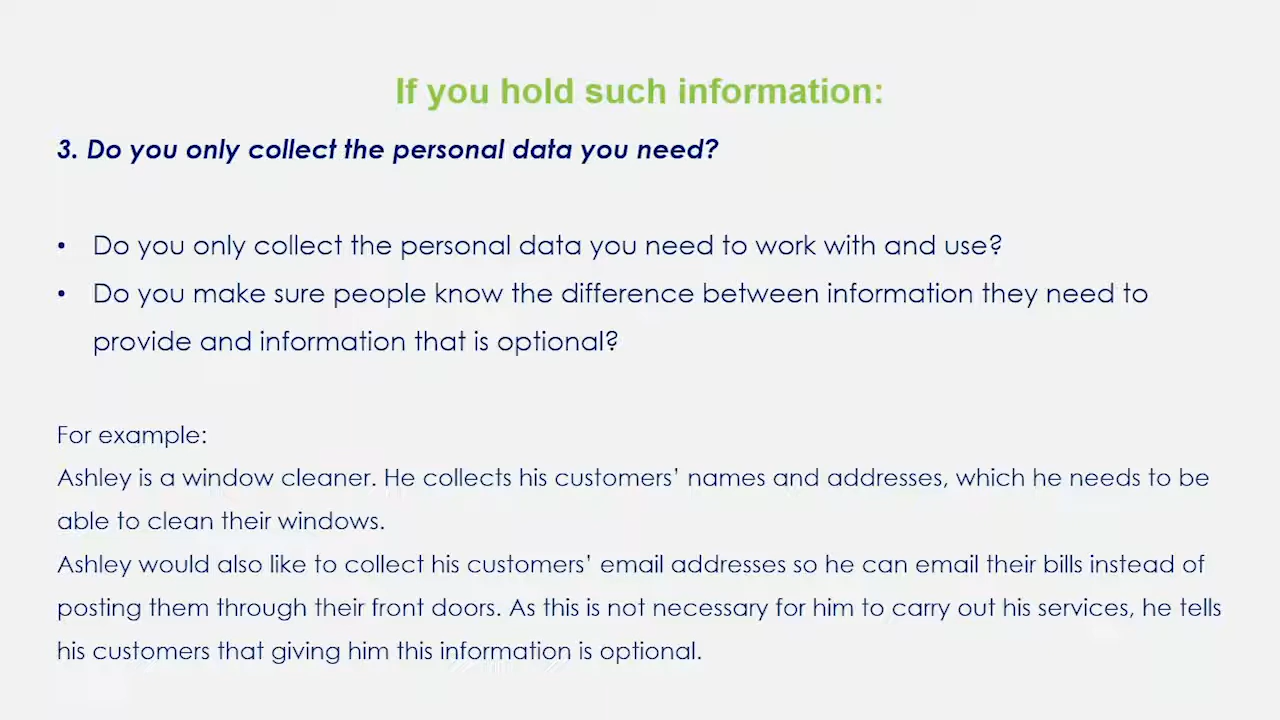 If you hold such information:
3. Do you only collect the personal data you need?
• Do you only collect the personal data you need to work with and use?
• Do you make sure people know the difference between information they need to
provide and information that is optional?
For example:
Ashley is a window cleaner. He collects his customers’ names and addresses, which he needs to be
able to clean their windows.
Ashley would also like to collect his customers’ email addresses so he can email their bills instead of
posting them through their front doors. As this is not necessary for him to carry out his services, he tells
his customers that giving him this information is optional.